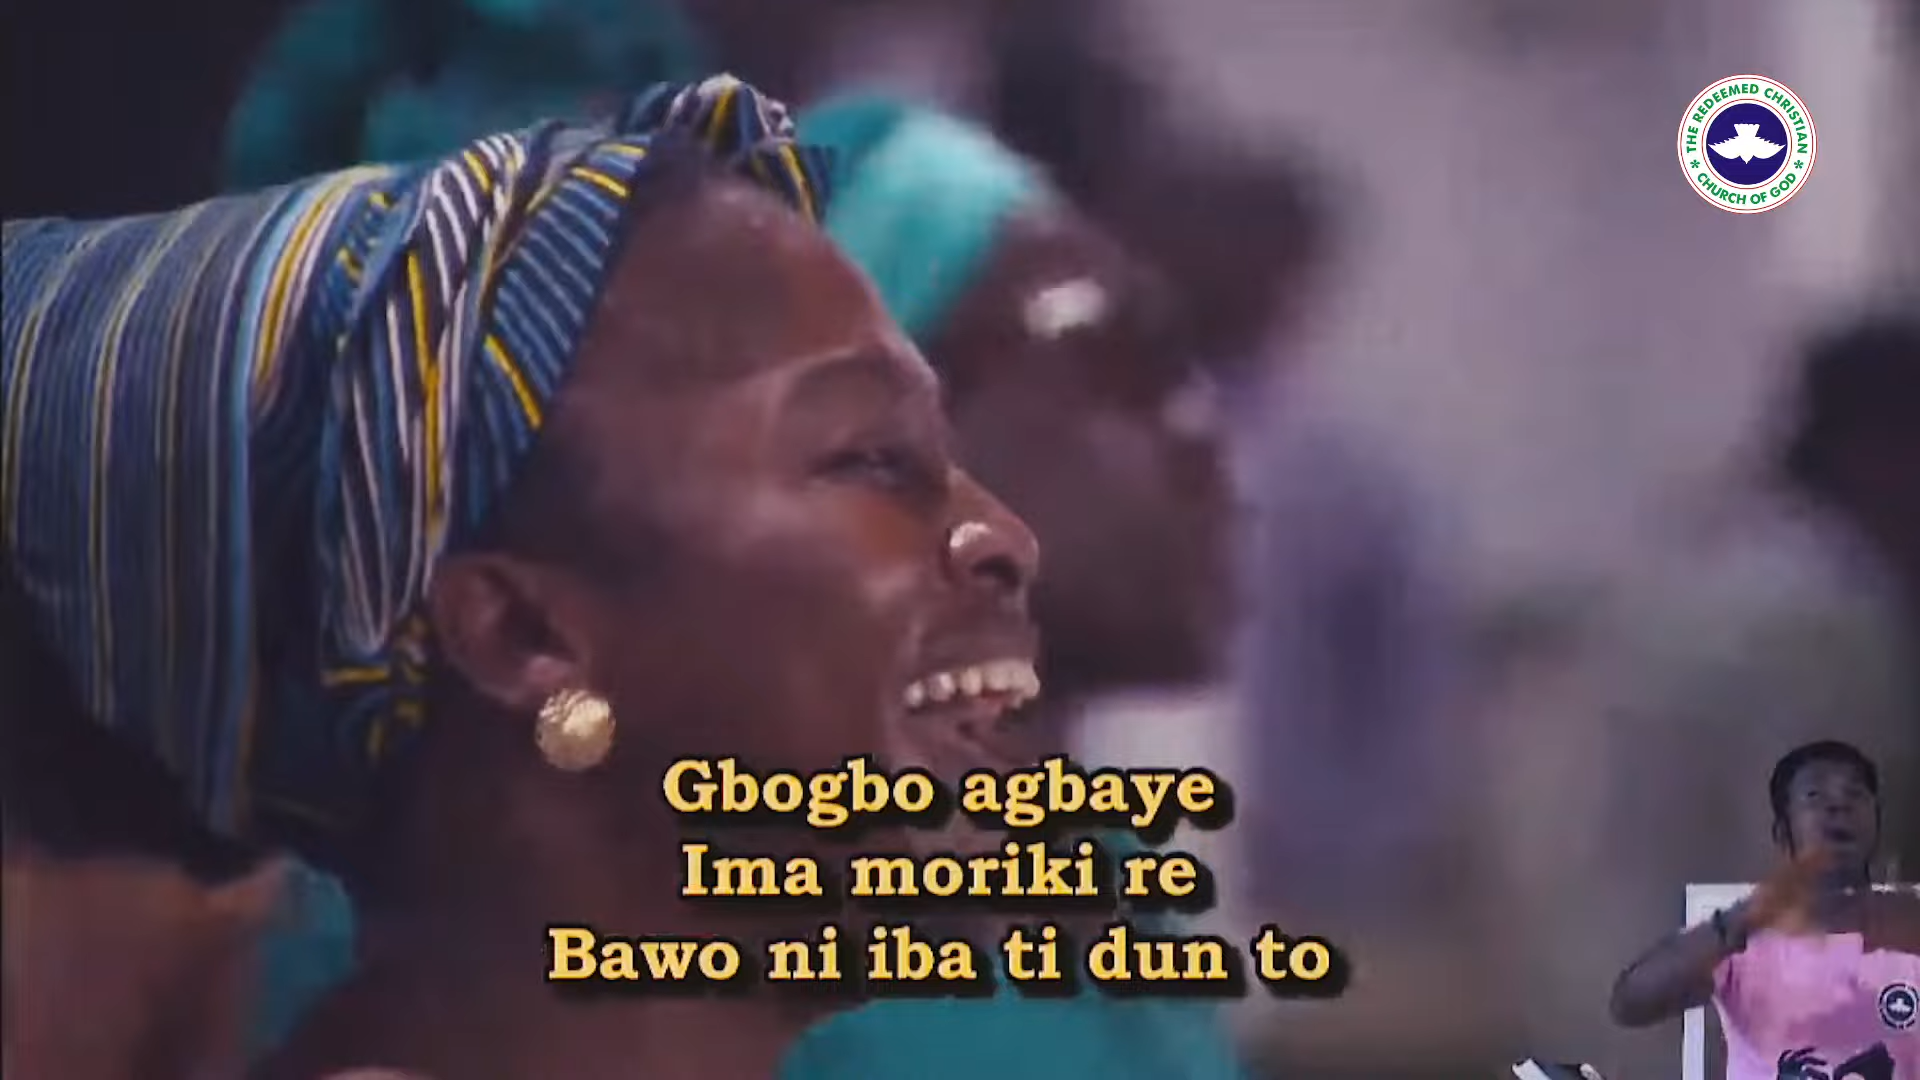 THE REDEEMED CHRISTIAN
CHURCH OF GOD
Gbogbo agbaye
Ima moriki re
Bawo ni iba ti dun to